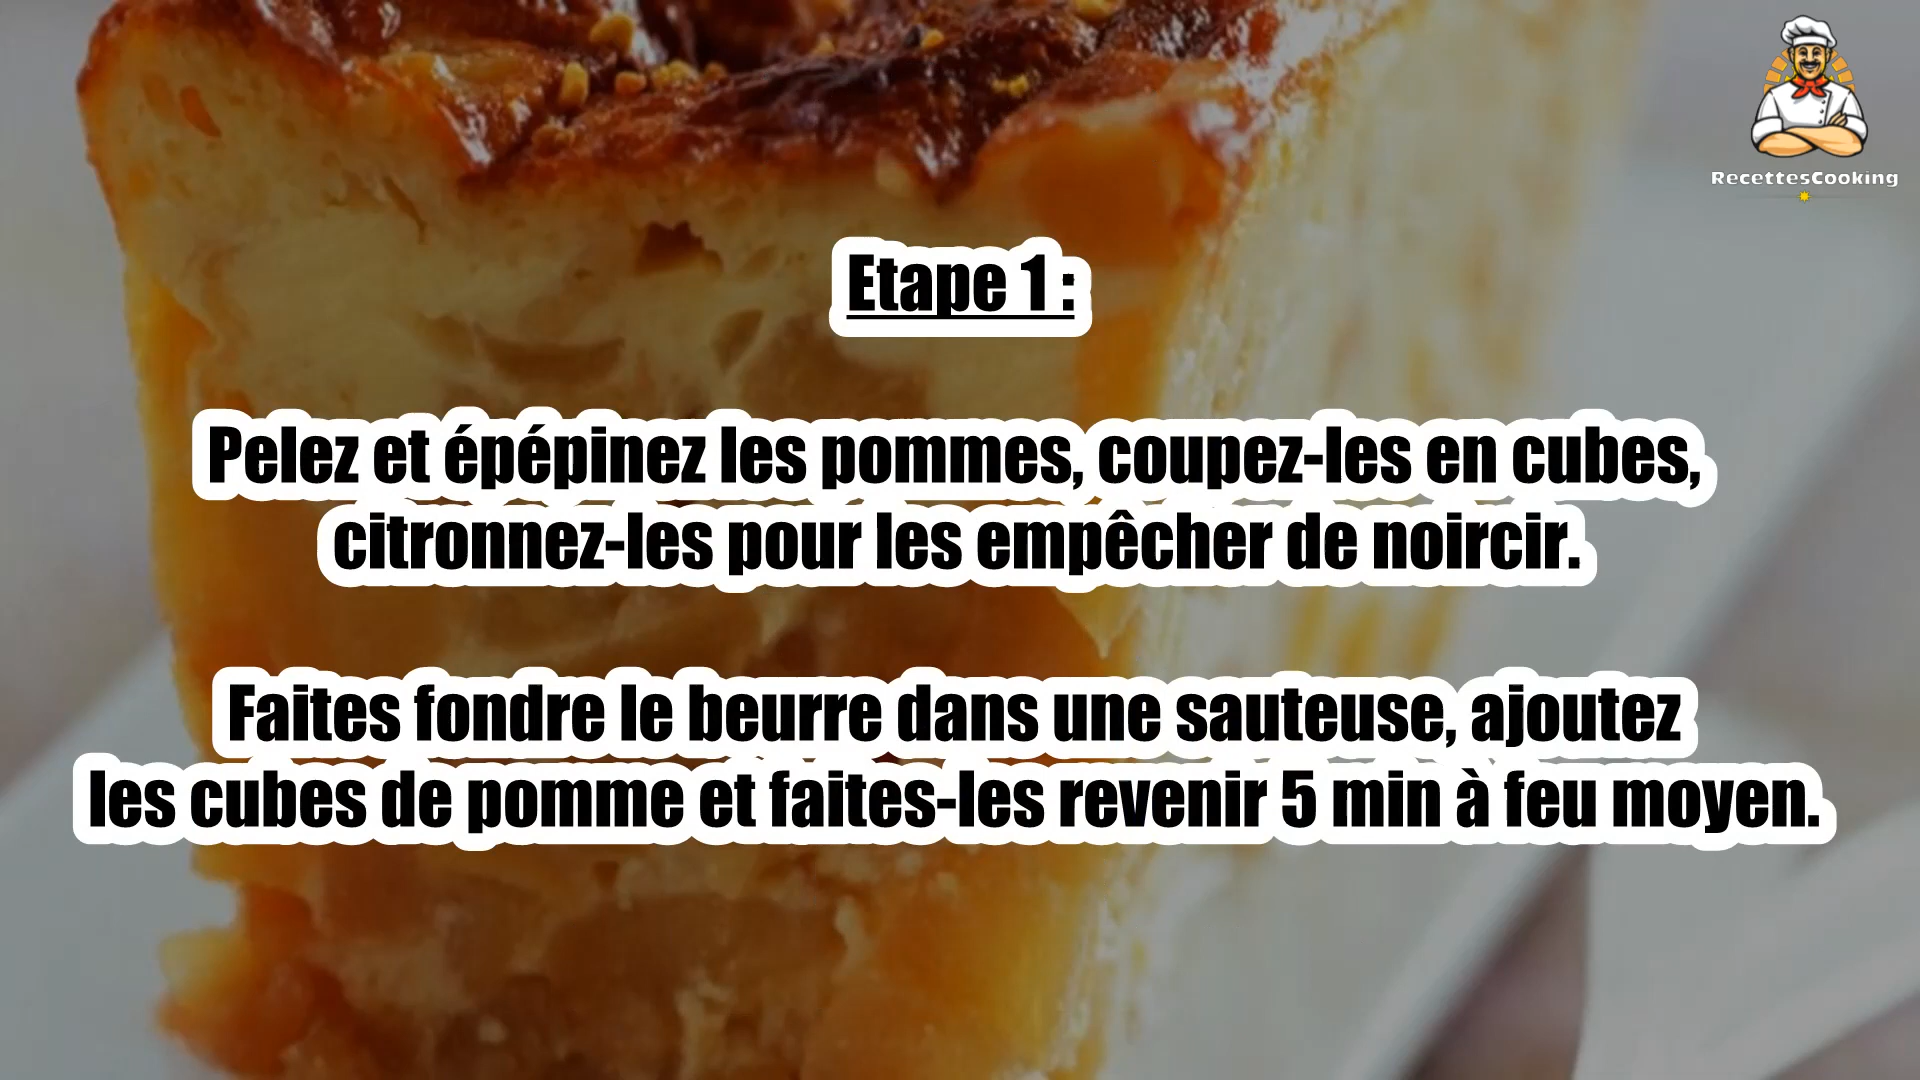 RecettesCooking
Etape 1 :
Pelez et épépinez les pommes, coupez-les en cubes,
citronnez-les pour les empêcher de noircir.
Faites fondre le beurre dans une sauteuse, ajoutez
les cubes de pomme et faites-les revenir 5 min à feu moyen.